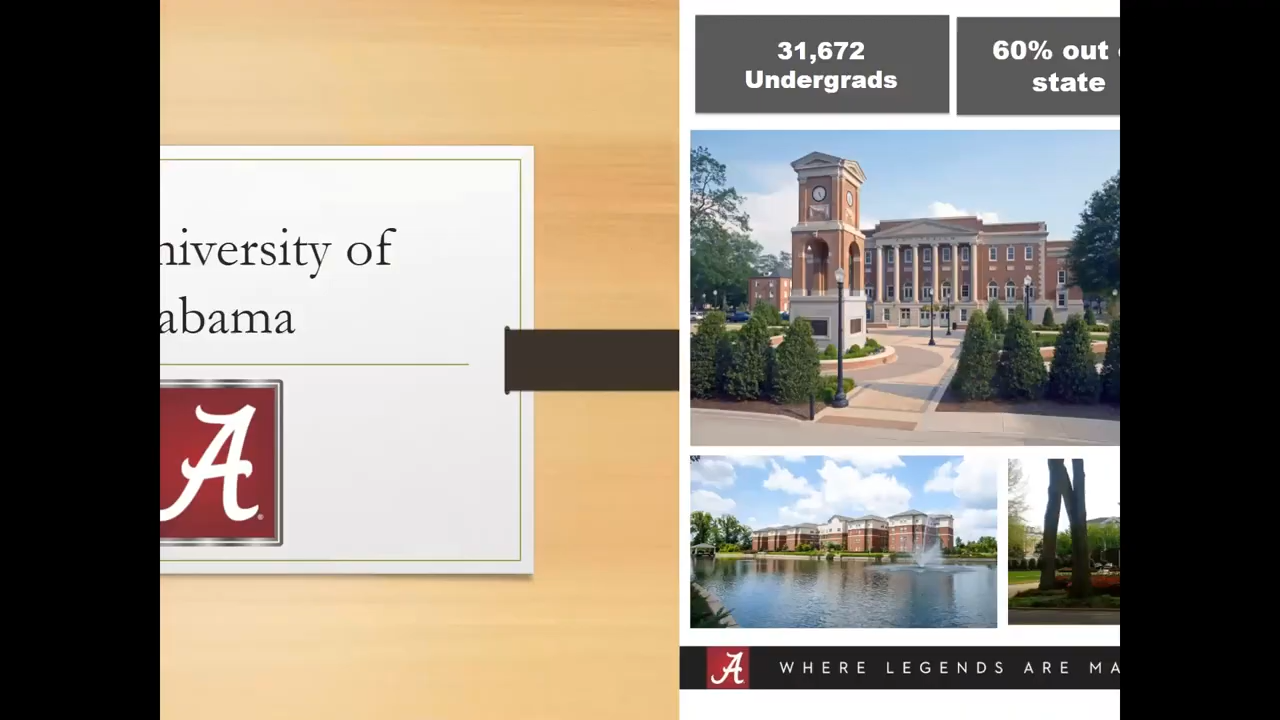 niversity of
abama
A
31,672
Undergrads
60% out
state
A WHERE LEGENDS ARE MA